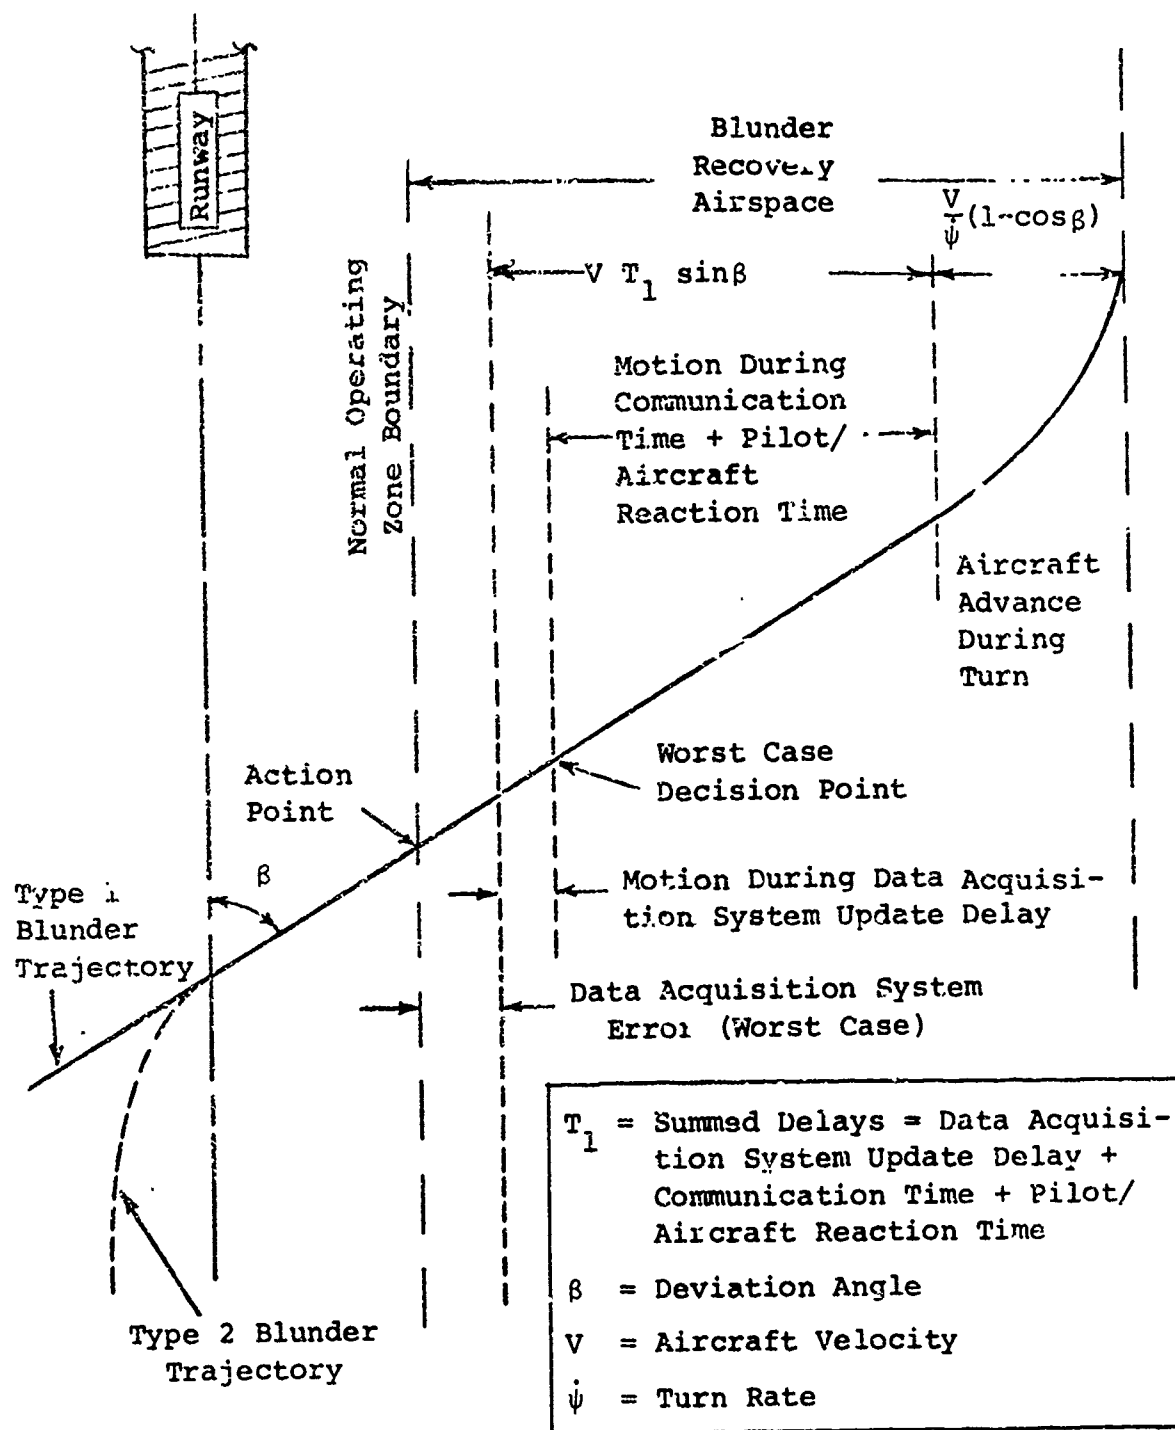 Runway
Blunder
Recovery
Airspace
V/ψ̇(1-cosβ)
V T₁ sinβ
Normal Operating
Zone Boundary
Motion During
Communication
Time + Pilot/
Aircraft
Reaction Time
Aircraft
Advance
During
Turn
Worst Case
Decision Point
Action
Point
β
Type 1
Blunder
Trajectory
Motion During Data Acquisi-
tion System Update Delay
Data Acquisition System
Error (Worst Case)
T₁ = Summed Delays = Data Acquisi-
tion System Update Delay +
Communication Time + Pilot/
Aircraft Reaction Time
β = Deviation Angle
V = Aircraft Velocity
ψ̇ = Turn Rate
Type 2 Blunder
Trajectory